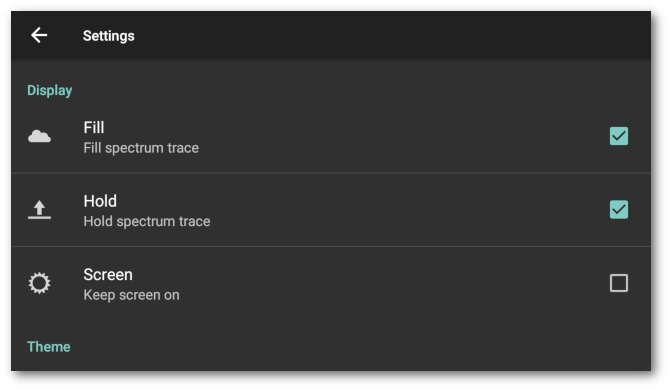 Settings
Display
Fill
Fill spectrum trace
Hold
Hold spectrum trace
Screen
Keep screen on
Theme